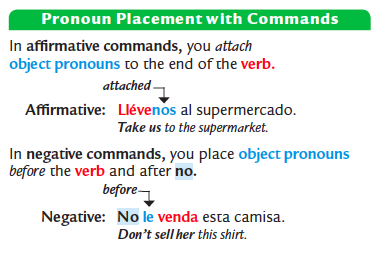 Pronoun Placement with Commands
In affirmative commands, you attach
object pronouns to the end of the verb.
attached
Affirmative: Llévenos al supermercado.
Take us to the supermarket.
In negative commands, you place object pronouns
before the verb and after no.
before
Negative: No le venda esta camisa.
Don't sell her this shirt.